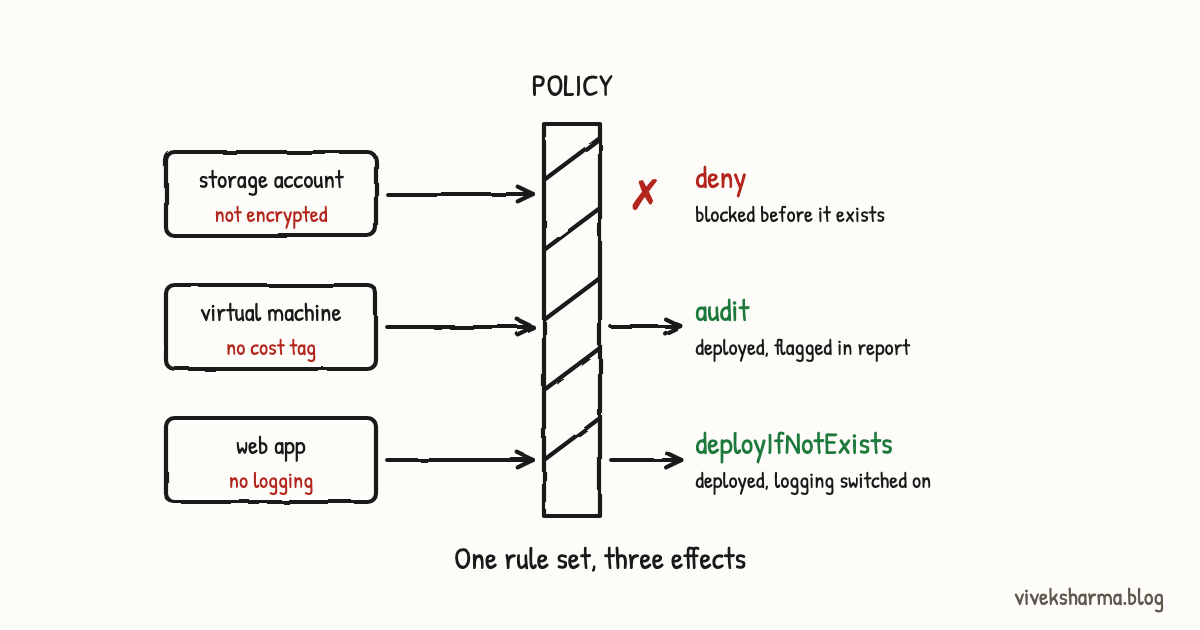 POLICY
storage account
not encrypted
✗
deny
blocked before it exists
virtual machine
no cost tag
audit
deployed, flagged in report
web app
no logging
deployIfNotExists
deployed, logging switched on
One rule set, three effects
viveksharma.blog